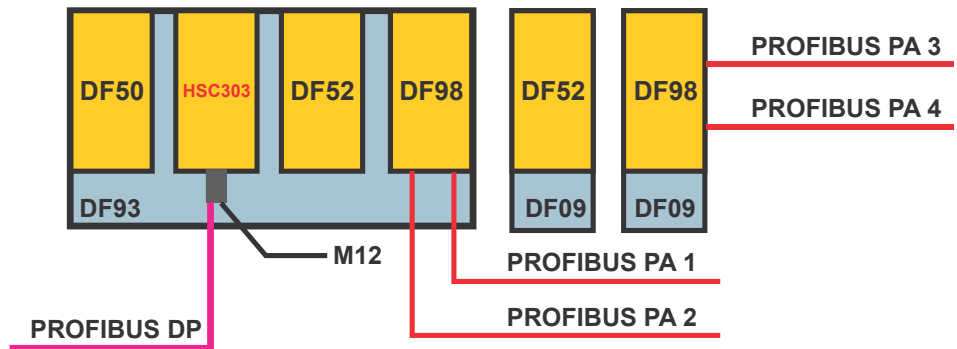 DF50
HSC303
DF52
DF98
DF52
DF98
PROFIBUS PA 3
PROFIBUS PA 4
DF93
DF09
DF09
M12
PROFIBUS PA 1
PROFIBUS PA 2
PROFIBUS DP